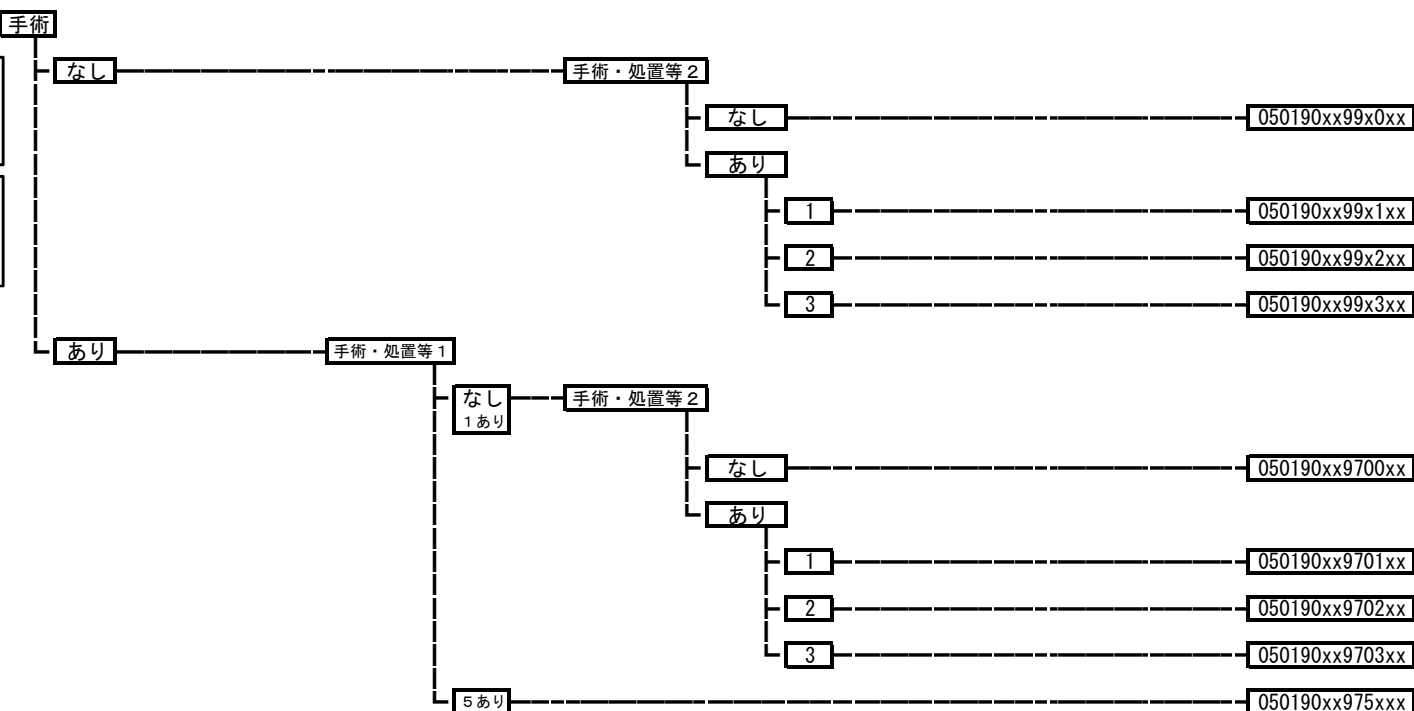 手術
なし
手術・処置等2
なし
050190xx99x0xx
あり
1
050190xx99x1xx
2
050190xx99x2xx
3
050190xx99x3xx
あり
手術・処置等1
なし
1あり
手術・処置等2
なし
050190xx9700xx
あり
1
050190xx9701xx
2
050190xx9702xx
3
050190xx9703xx
5あり
050190xx975xxx